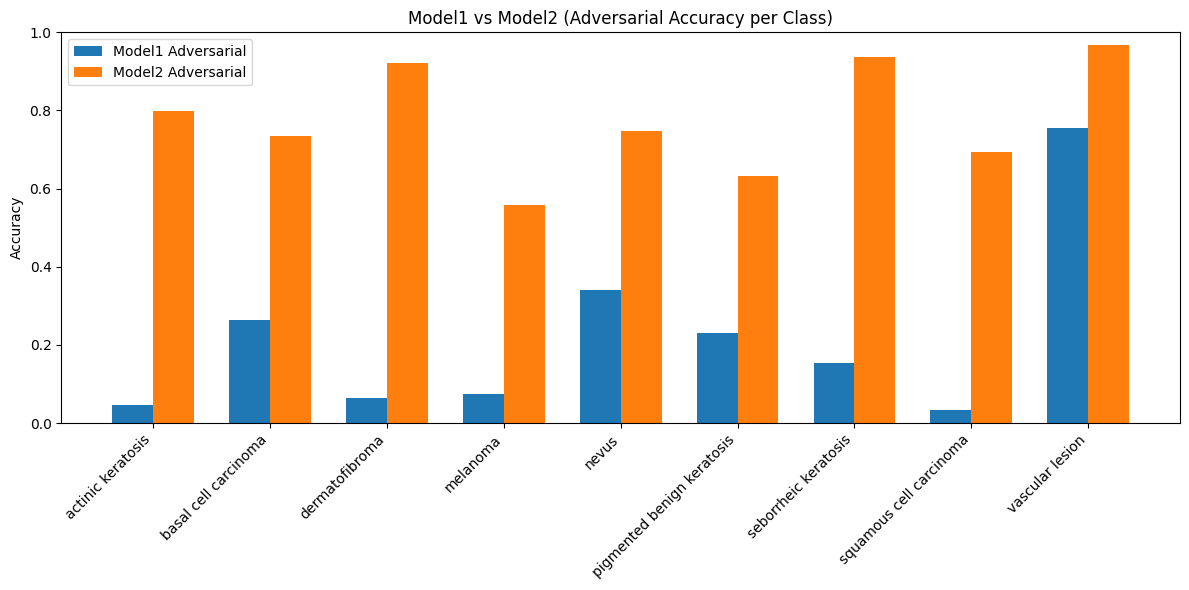 Model1 vs Model2 (Adversarial Accuracy per Class)
Model1 Adversarial
Model2 Adversarial
Accuracy
1.0
0.8
0.6
0.4
0.2
0.0
actinic keratosis
basal cell carcinoma
dermatofibroma
melanoma
nevus
pigmented benign keratosis
seborrheic keratosis
squamous cell carcinoma
vascular lesion